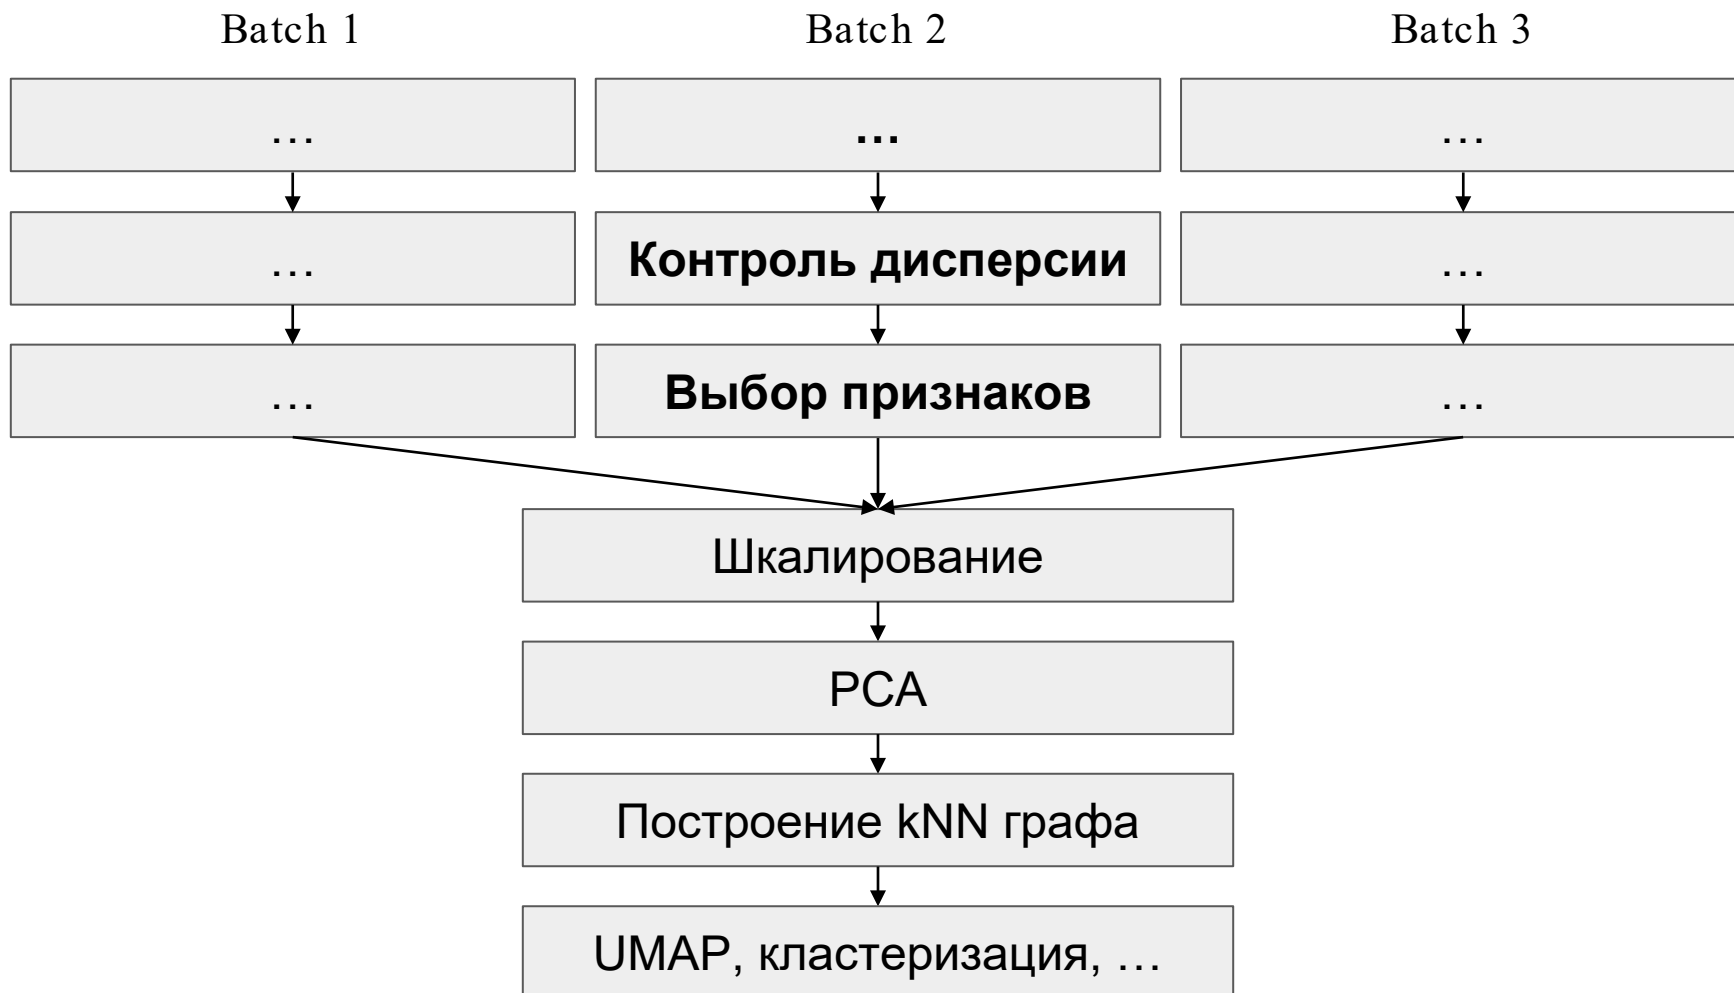 Batch 1
Batch 2
Batch 3
…
…
…
…
Контроль дисперсии
…
…
Выбор признаков
…
Шкалирование
PCA
Построение kNN графа
UMAP, кластеризация, …